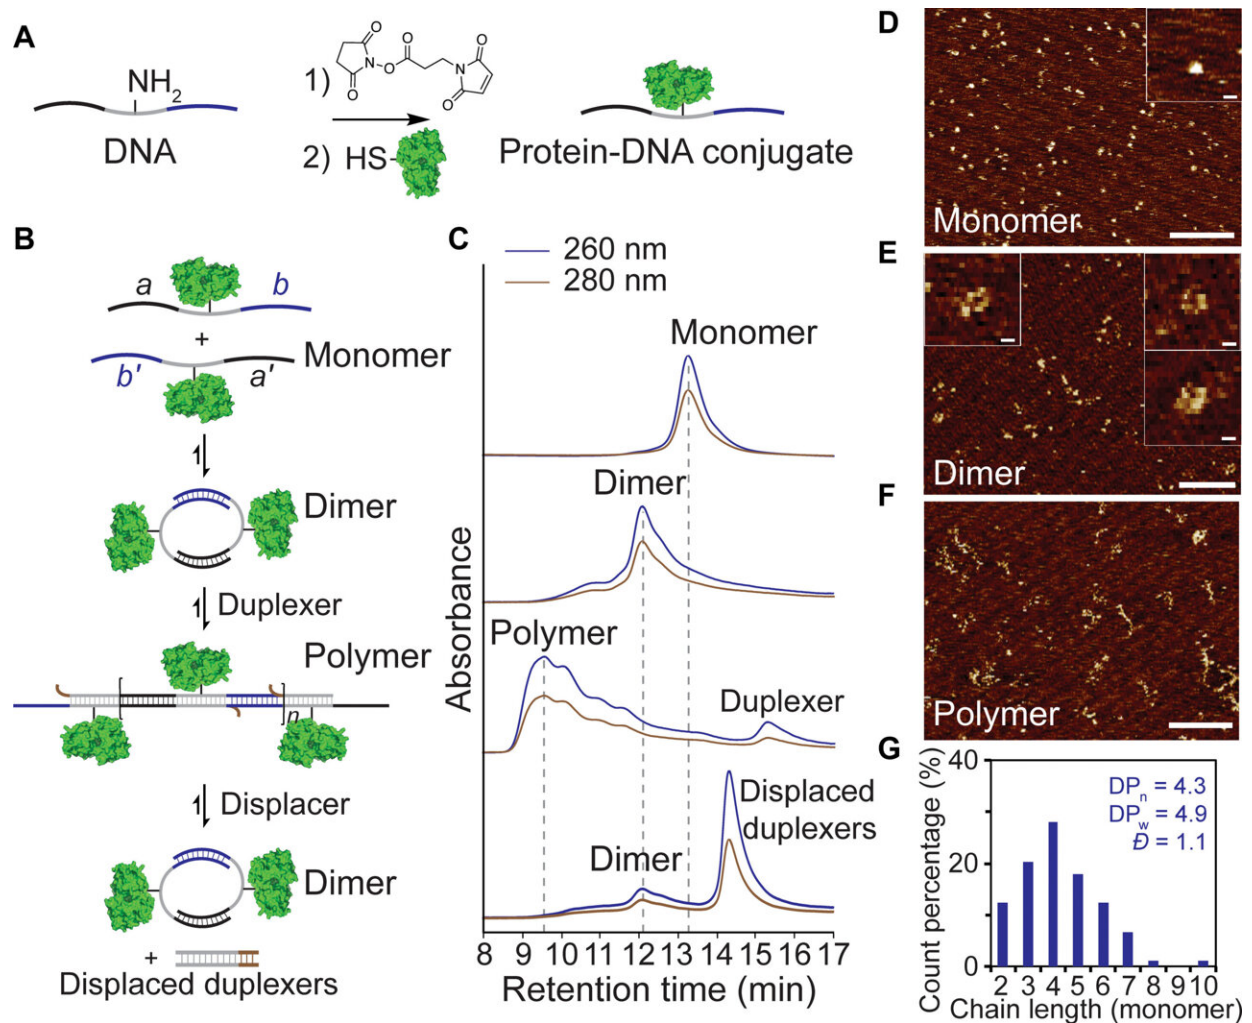 A
NH2
DNA
1)
O
O
N
O
O
O
N
O
O
2) HS
Protein-DNA conjugate
B
a
b
+
Monomer
b'
a'
Dimer
Duplexer
Polymer
n
Displacer
Dimer
+
Displaced duplexers
C
260 nm
280 nm
Monomer
Dimer
Polymer
Duplexer
Displaced
duplexers
Dimer
Absorbance
8 9 10 11 12 13 14 15 16 17
Retention time (min)
D
Monomer
E
Dimer
F
Polymer
G
40
20
0
Count percentage (%)
DPn = 4.3
DPw = 4.9
Đ = 1.1
2 3 4 5 6 7 8 9 10
Chain length (monomer)